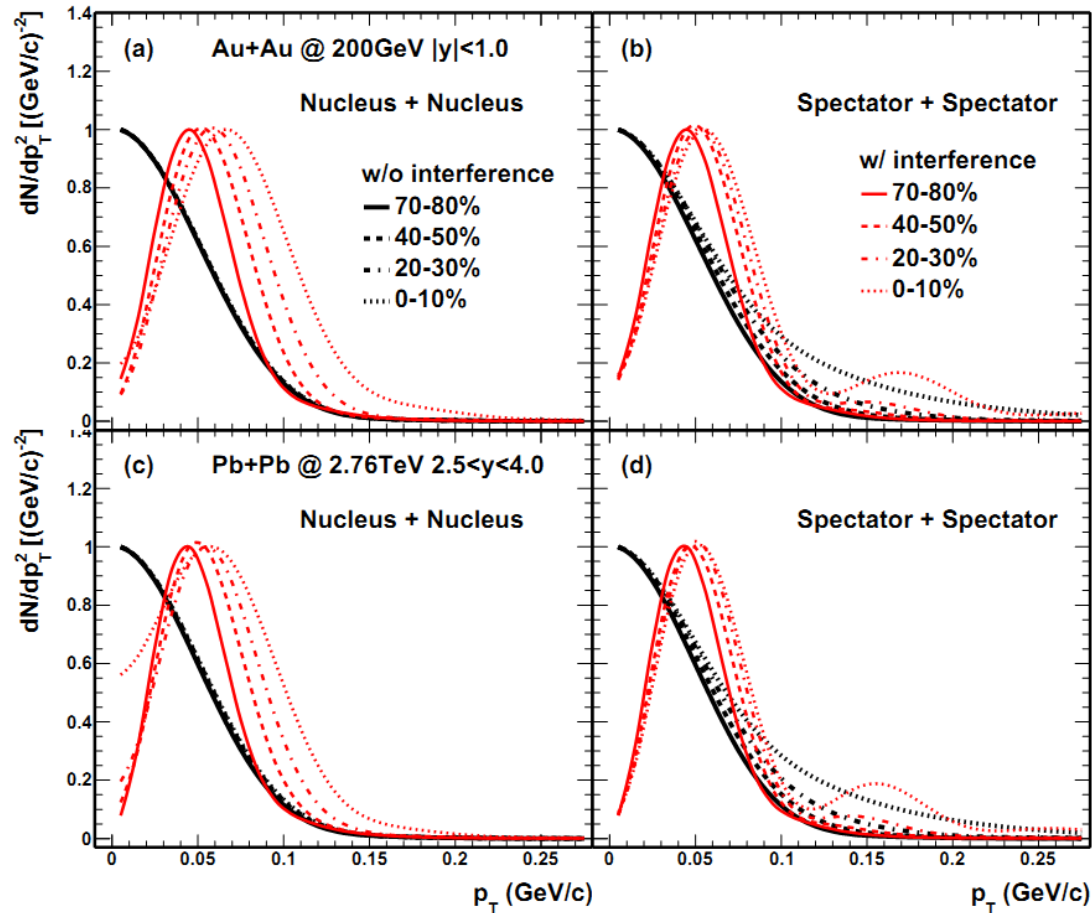 dN/dp_T^2 [(GeV/c)^-2]
1.4
1.2
1
0.8
0.6
0.4
0.2
0
(a) Au+Au @ 200GeV |y|<1.0
Nucleus + Nucleus
w/o interference
70-80%
40-50%
20-30%
0-10%
(b)
Spectator + Spectator
w/ interference
70-80%
40-50%
20-30%
0-10%
dN/dp_T^2 [(GeV/c)^-2]
1.4
1.2
1
0.8
0.6
0.4
0.2
0
(c) Pb+Pb @ 2.76TeV 2.5<y<4.0
Nucleus + Nucleus
(d)
Spectator + Spectator
0 0.05 0.1 0.15 0.2 0.25
0 0.05 0.1 0.15 0.2 0.25
p_T (GeV/c)
p_T (GeV/c)